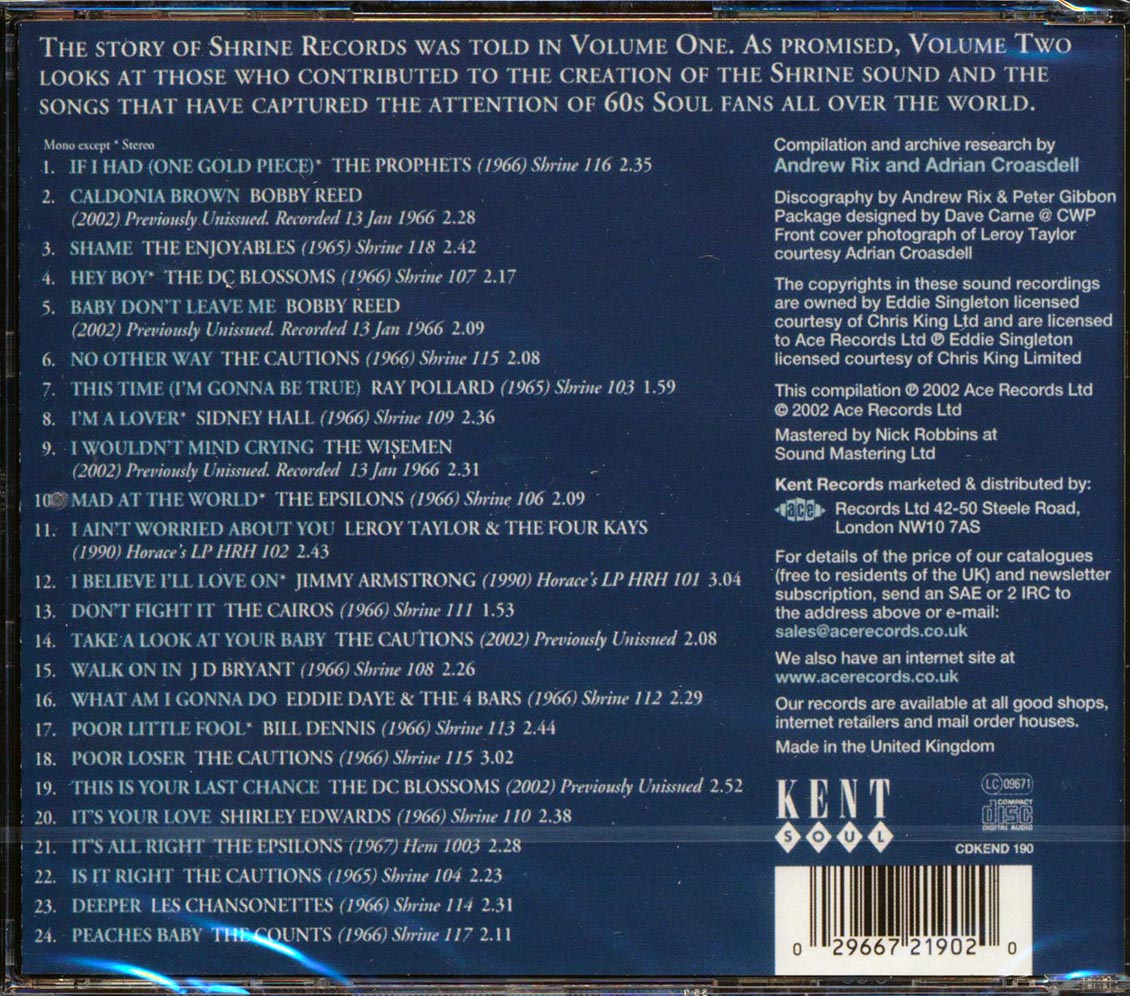 THE STORY OF SHRINE RECORDS WAS TOLD IN VOLUME ONE. AS PROMISED, VOLUME TWO
LOOKS AT THOSE WHO CONTRIBUTED TO THE CREATION OF THE SHRINE SOUND AND THE
SONGS THAT HAVE CAPTURED THE ATTENTION OF 60S SOUL FANS ALL OVER THE WORLD.
Mono except * Stereo
1. IF I HAD (ONE GOLD PIECE)* THE PROPHETS (1966) Shrine 116 2.35
2. CALDONIA BROWN BOBBY REED
(2002) Previously Unissued. Recorded 13 Jan 1966 2.28
3. SHAME THE ENJOYABLES (1965) Shrine 118 2.42
4. HEY BOY* THE DC BLOSSOMS (1966) Shrine 107 2.17
5. BABY DON'T LEAVE ME BOBBY REED
(2002) Previously Unissued. Recorded 13 Jan 1966 2.09
6. NO OTHER WAY THE CAUTIONS (1966) Shrine 115 2.08
7. THIS TIME (I'M GONNA BE TRUE) RAY POLLARD (1965) Shrine 103 1.59
8. I'M A LOVER* SIDNEY HALL (1966) Shrine 109 2.36
9. I WOULDN'T MIND CRYING THE WISEMEN
(2002) Previously Unissued. Recorded 13 Jan 1966 2.31
10. MAD AT THE WORLD* THE EPSILONS (1966) Shrine 106 2.09
11. I AIN'T WORRIED ABOUT YOU LEROY TAYLOR & THE FOUR KAYS
(1990) Horace's LP HRH 102 2.43
12. I BELIEVE I'LL LOVE ON* JIMMY ARMSTRONG (1990) Horace's LP HRH 101 3.04
13. DON'T FIGHT IT THE CAIROS (1966) Shrine 111 1.53
14. TAKE A LOOK AT YOUR BABY THE CAUTIONS (2002) Previously Unissued 2.08
15. WALK ON IN J D BRYANT (1966) Shrine 108 2.26
16. WHAT AM I GONNA DO EDDIE DAYE & THE 4 BARS (1966) Shrine 112 2.29
17. POOR LITTLE FOOL* BILL DENNIS (1966) Shrine 113 2.44
18. POOR LOSER THE CAUTIONS (1966) Shrine 115 3.02
19. THIS IS YOUR LAST CHANCE THE DC BLOSSOMS (2002) Previously Unissued 2.52
20. IT'S YOUR LOVE SHIRLEY EDWARDS (1966) Shrine 110 2.38
21. IT'S ALL RIGHT THE EPSILONS (1967) Hem 1003 2.28
22. IS IT RIGHT THE CAUTIONS (1965) Shrine 104 2.23
23. DEEPER LES CHANSONETTES (1966) Shrine 114 2.31
24. PEACHES BABY THE COUNTS (1966) Shrine 117 2.11
Compilation and archive research by
Andrew Rix and Adrian Croasdell
Discography by Andrew Rix & Peter Gibbon
Package designed by Dave Carne @ CWP
Front cover photograph of Leroy Taylor
courtesy Adrian Croasdell
The copyrights in these sound recordings
are owned by Eddie Singleton licensed
courtesy of Chris King Ltd and are licensed
to Ace Records Ltd ℗ Eddie Singleton
licensed courtesy of Chris King Limited
This compilation ℗ 2002 Ace Records Ltd
© 2002 Ace Records Ltd
Mastered by Nick Robbins at
Sound Mastering Ltd
Kent Records marketed & distributed by:
ace Records Ltd 42-50 Steele Road,
London NW10 7AS
For details of the price of our catalogues
(free to residents of the UK) and newsletter
subscription, send an SAE or 2 IRC to
the address above or e-mail:
sales@acerecords.co.uk
We also have an internet site at
www.acerecords.co.uk
Our records are available at all good shops,
internet retailers and mail order houses.
Made in the United Kingdom
KENT
SOUL
LC 09671
COMPACT
disc
DIGITAL AUDIO
CDKEND 190
0 29667 21902 0